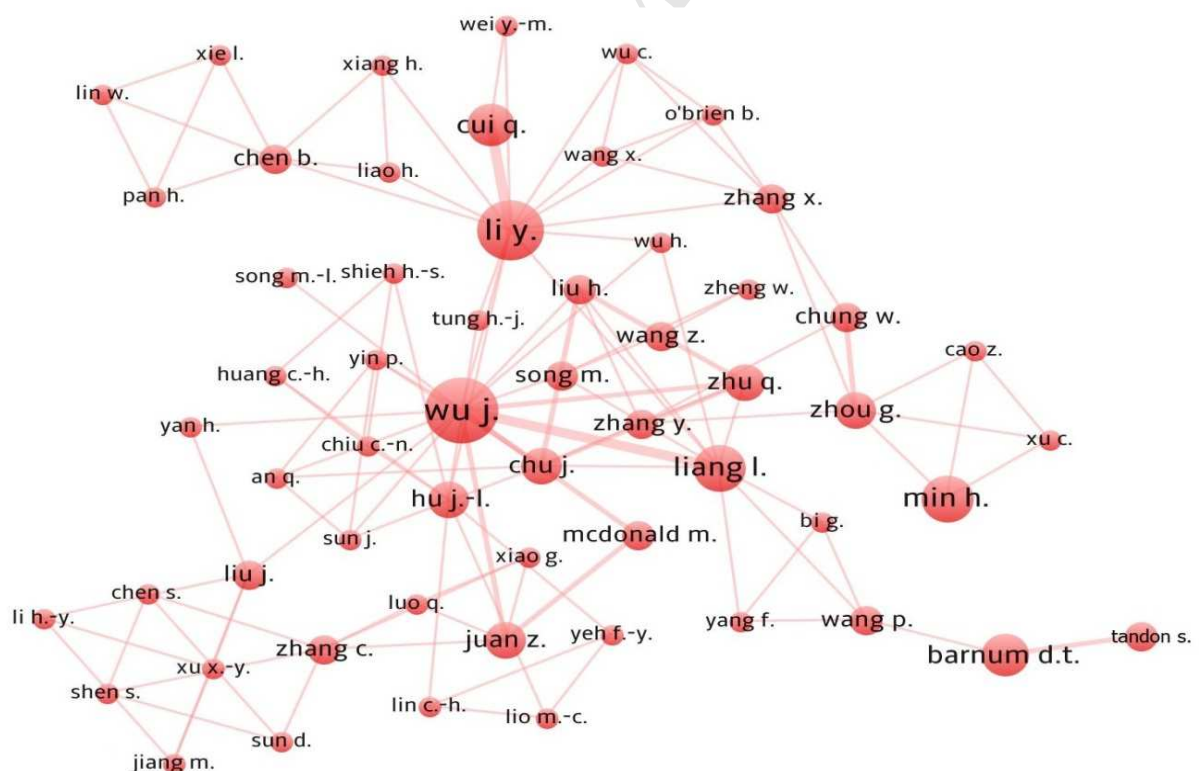 wei y.-m.
xie l.
xiang h.
wu c.
lin w.
o'brien b.
cui q.
chen b.
wang x.
liao h.
pan h.
zhang x.
li y.
wu h.
song m.-l.
shieh h.-s.
liu h.
zheng w.
tung h.-j.
wang z.
chung w.
yin p.
cao z.
huang c.-h.
song m.
zhu q.
wu j.
zhou g.
yan h.
zhang y.
chiu c.-n.
xu c.
chu j.
liang l.
an q.
hu j.-l.
min h.
bi g.
sun j.
mcdonald m.
xiao g.
liu j.
chen s.
luo q.
li h.-y.
yang f.
wang p.
juan z.
yeh f.-y.
tandon s.
zhang c.
barnum d.t.
xu x.-y.
shen s.
lin c.-h.
lio m.-c.
sun d.
jiang m.